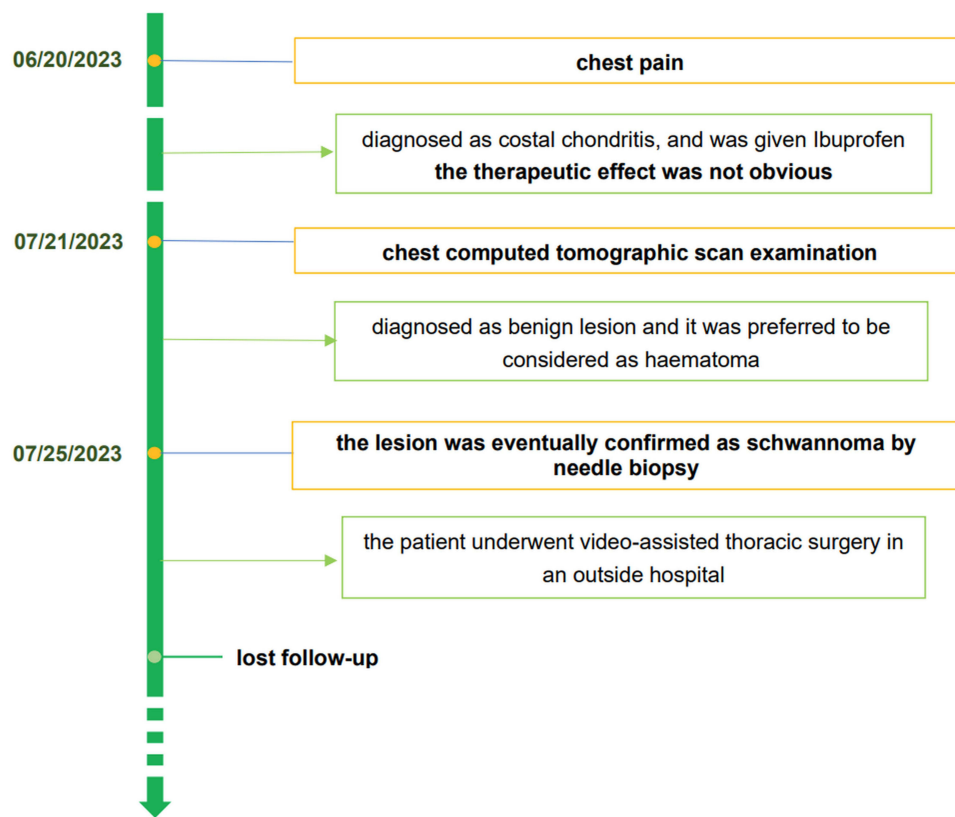 06/20/2023
chest pain
diagnosed as costal chondritis, and was given Ibuprofen
the therapeutic effect was not obvious
07/21/2023
chest computed tomographic scan examination
diagnosed as benign lesion and it was preferred to be
considered as haematoma
07/25/2023
the lesion was eventually confirmed as schwannoma by
needle biopsy
the patient underwent video-assisted thoracic surgery in
an outside hospital
lost follow-up